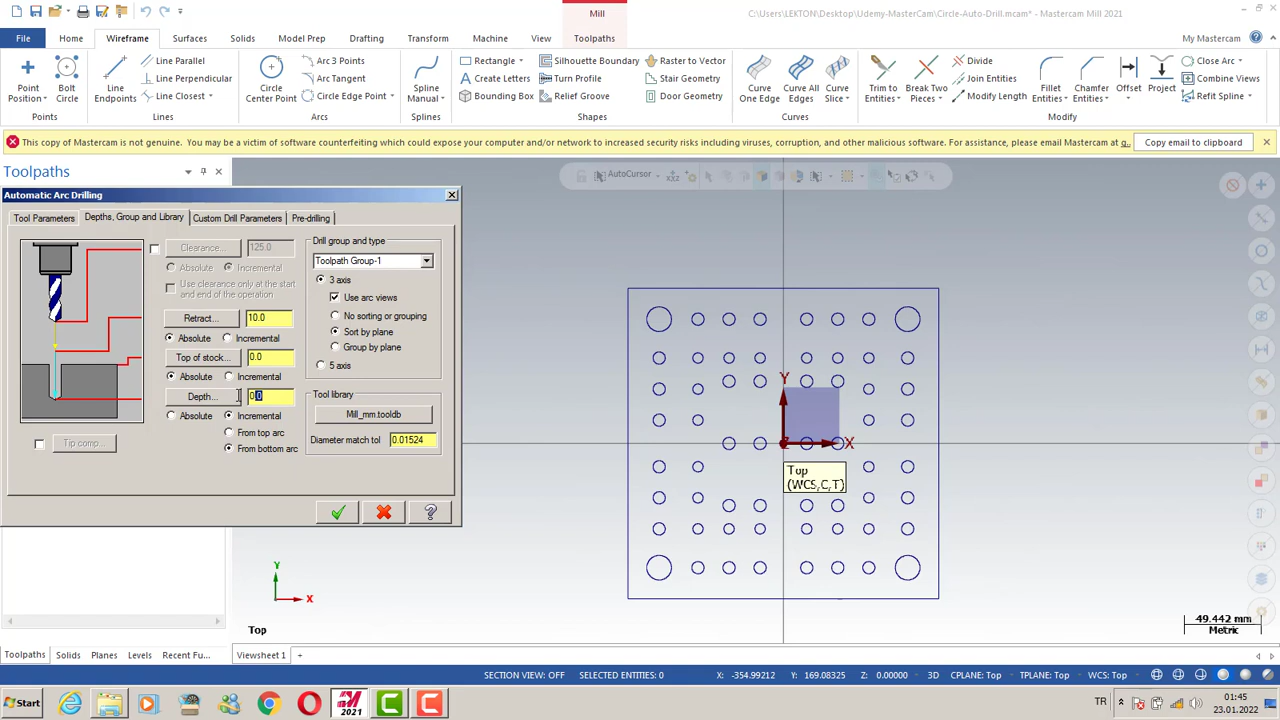 Mill
C:\Users\LEKTON\Desktop\Udemy-MasterCam\Circle-Auto-Drill.mcam* - Mastercam Mill 2021
File Home Wireframe Surfaces Solids Model Prep Drafting Transform Machine View Toolpaths My Mastercam
Point Position
Bolt Circle
Points
Line Endpoints
Line Parallel
Line Perpendicular
Line Closest
Lines
Circle Center Point
Arc 3 Points
Arc Tangent
Circle Edge Point
Arcs
Spline Manual
Splines
Rectangle
Create Letters
Bounding Box
Silhouette Boundary
Turn Profile
Relief Groove
Raster to Vector
Stair Geometry
Door Geometry
Shapes
Curve One Edge
Curve All Edges
Curve Slice
Curves
Trim to Entities
Break Two Pieces
Divide
Join Entities
Modify Length
Fillet Entities
Chamfer Entities
Offset
Project
Close Arc
Combine Views
Refit Spline
Modify
This copy of Mastercam is not genuine. You may be a victim of software counterfeiting which could expose your computer and/or network to increased security risks including viruses, corruption, and other malicious software. For assistance, please email Mastercam at g..
Copy email to clipboard
Toolpaths
AutoCursor
Automatic Arc Drilling
Tool Parameters Depths, Group and Library Custom Drill Parameters Pre-drilling
Clearance... 125.0
Absolute Incremental
Use clearance only at the start
and end of the operation
Retract... 10.0
Absolute Incremental
Top of stock... 0.0
Absolute Incremental
Depth... 0.0
Absolute Incremental
From top arc
From bottom arc
Tip comp...
Drill group and type
Toolpath Group-1
3 axis
Use arc views
No sorting or grouping
Sort by plane
Group by plane
5 axis
Tool library
Mill_mm.tooldb
Diameter match tol 0.01524
Y
X
Z
Top
(WCS,C,T)
Y
X
Top
49.442 mm
Metric
Toolpaths Solids Planes Levels Recent Fu... Viewsheet1 +
SECTION VIEW: OFF SELECTED ENTITIES: 0 X: -354.99212 Y: 169.08325 Z: 0.00000 3D CPLANE: Top TPLANE: Top WCS: Top
Start 2021 TR 01:45
23.01.2022